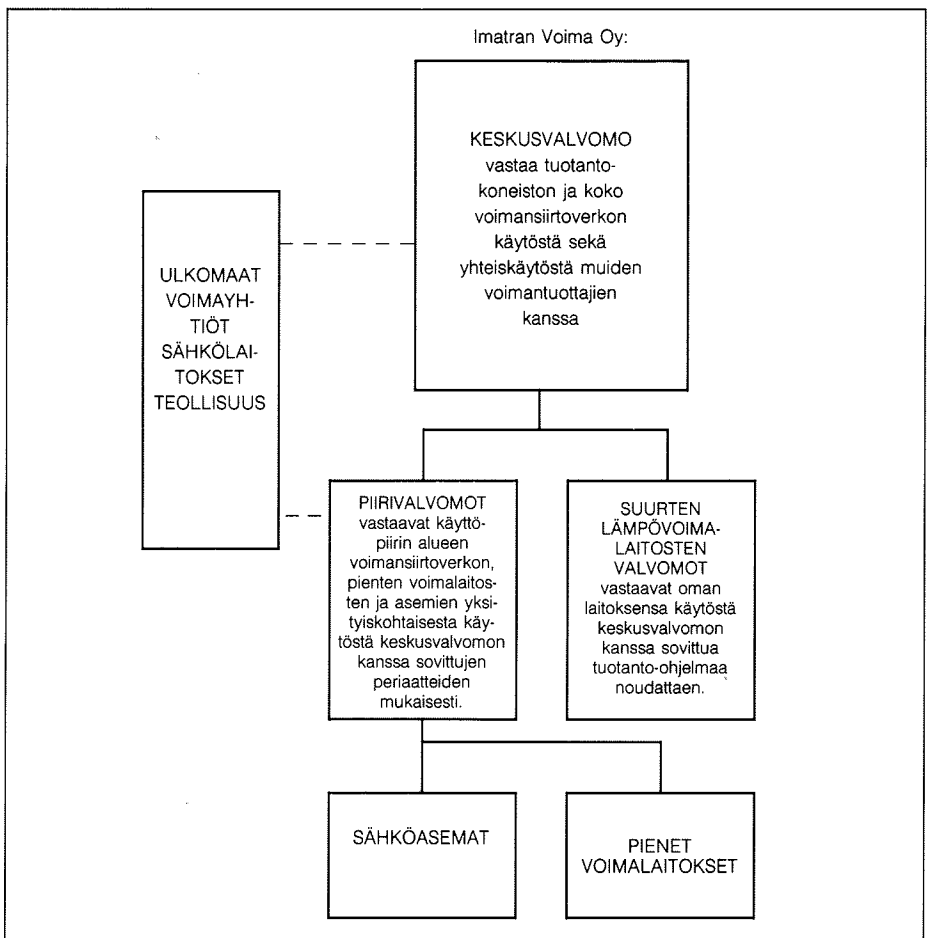 Imatran Voima Oy:
KESKUSVALVOMO
vastaa tuotanto-
koneiston ja koko
voimansiirtoverkon
käytöstä sekä
yhteiskäytöstä muiden
voimantuottajien
kanssa
ULKOMAAT
VOIMAYH-
TIÖT
SÄHKÖLAI-
TOKSET
TEOLLISUUS
PIIRIVALVOMOT
vastaavat käyttö-
piirin alueen
voimansiirtoverkon,
pienten voimalaitos-
ten ja asemien yksi-
tyiskohtaisesta käy-
töstä keskusvalvomon
kanssa sovittujen
periaatteiden
mukaisesti.
SUURTEN
LÄMPÖVOIMA-
LAITOSTEN
VALVOMOT
vastaavat oman
laitoksensa käytöstä
keskusvalvomon
kanssa sovittua
tuotanto-ohjelmaa
noudattaen.
SÄHKÖASEMAT
PIENET
VOIMALAITOKSET